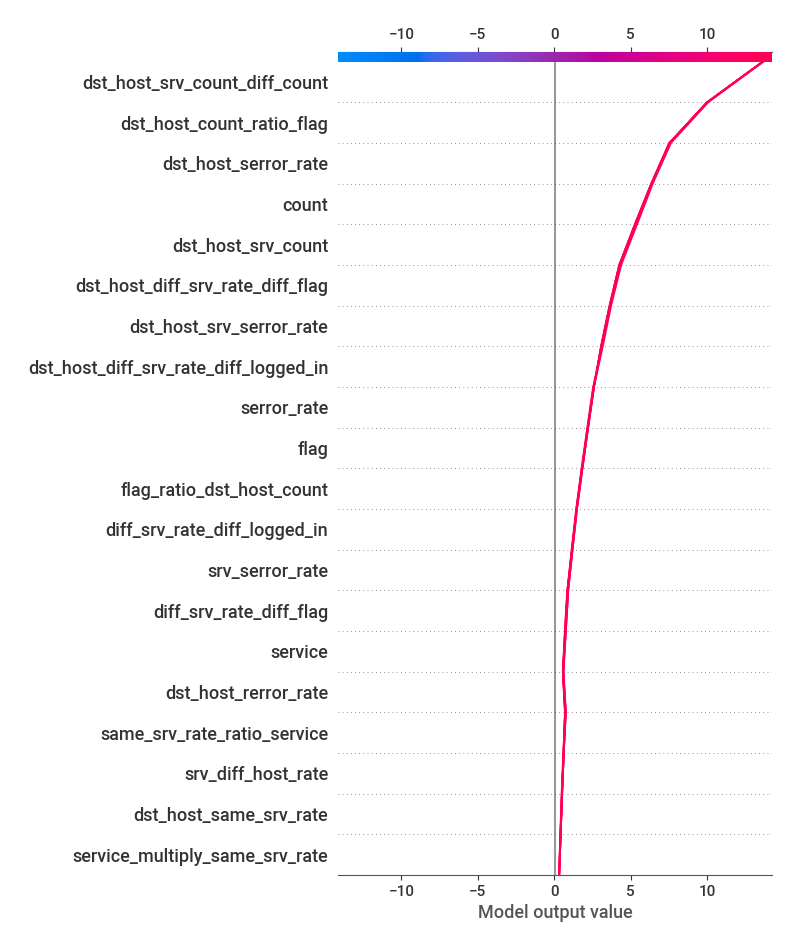 −10 −5 0 5 10
dst_host_srv_count_diff_count
dst_host_count_ratio_flag
dst_host_serror_rate
count
dst_host_srv_count
dst_host_diff_srv_rate_diff_flag
dst_host_srv_serror_rate
dst_host_diff_srv_rate_diff_logged_in
serror_rate
flag
flag_ratio_dst_host_count
diff_srv_rate_diff_logged_in
srv_serror_rate
diff_srv_rate_diff_flag
service
dst_host_rerror_rate
same_srv_rate_ratio_service
srv_diff_host_rate
dst_host_same_srv_rate
service_multiply_same_srv_rate
−10 −5 0 5 10
Model output value